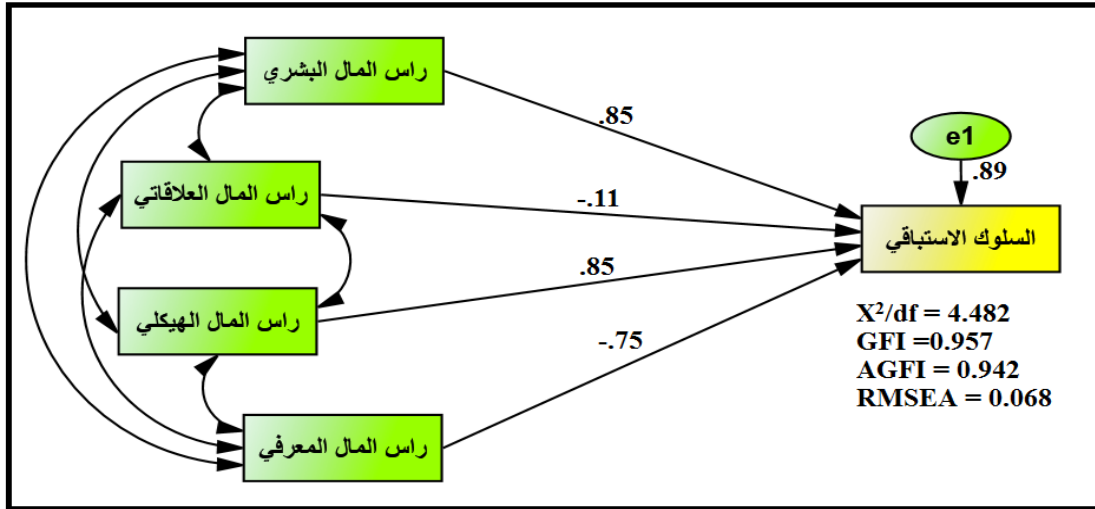 راس المال البشري
.85
e1
.89
راس المال العلاقاتي
-.11
السلوك الاستباقي
.85
راس المال الهيكلي
-.75
X²/df = 4.482
GFI =0.957
AGFI = 0.942
RMSEA = 0.068
راس المال المعرفي